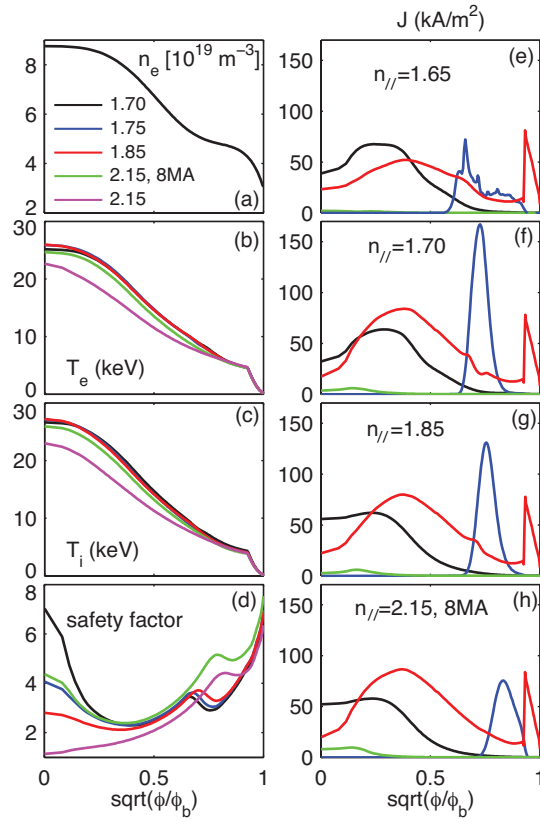 n_e [10^19 m^−3]
1.70
1.75
1.85
2.15, 8MA
2.15
(a)
8
6
4
2
(b)
T_e (keV)
30
20
10
0
(c)
T_i (keV)
30
20
10
0
(d)
safety factor
8
6
4
2
0
0.5
1
sqrt(ϕ/ϕ_b)
J (kA/m^2)
(e)
n_//=1.65
150
100
50
0
(f)
n_//=1.70
150
100
50
0
(g)
n_//=1.85
150
100
50
0
(h)
n_//=2.15, 8MA
150
100
50
0
0
0.5
1
sqrt(ϕ/ϕ_b)